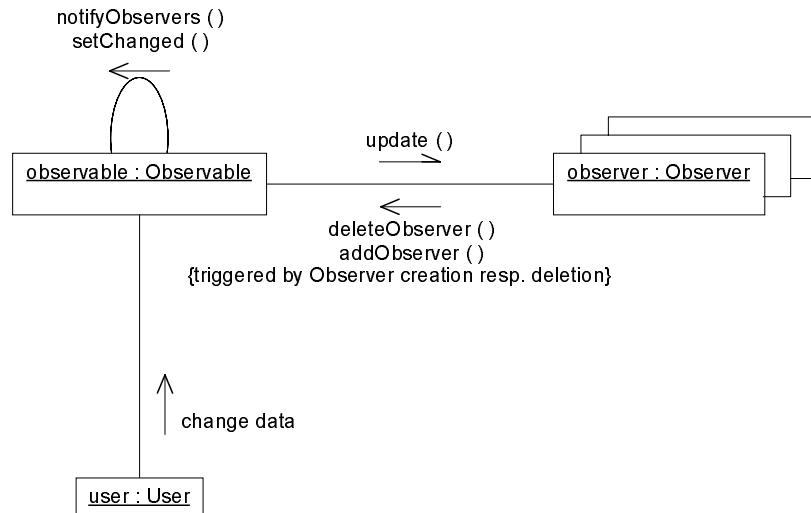 notifyObservers ( )
setChanged ( )
update ( )
observable : Observable
observer : Observer
deleteObserver ( )
addObserver ( )
{triggered by Observer creation resp. deletion}
change data
user : User